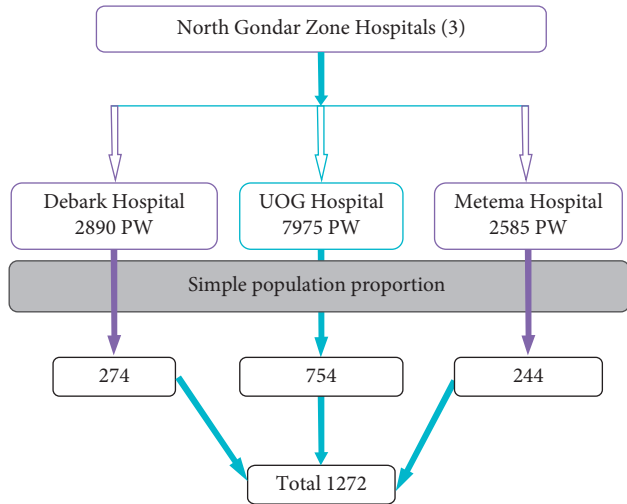 North Gondar Zone Hospitals (3)
Debark Hospital
2890 PW
UOG Hospital
7975 PW
Metema Hospital
2585 PW
Simple population proportion
274
754
244
Total 1272